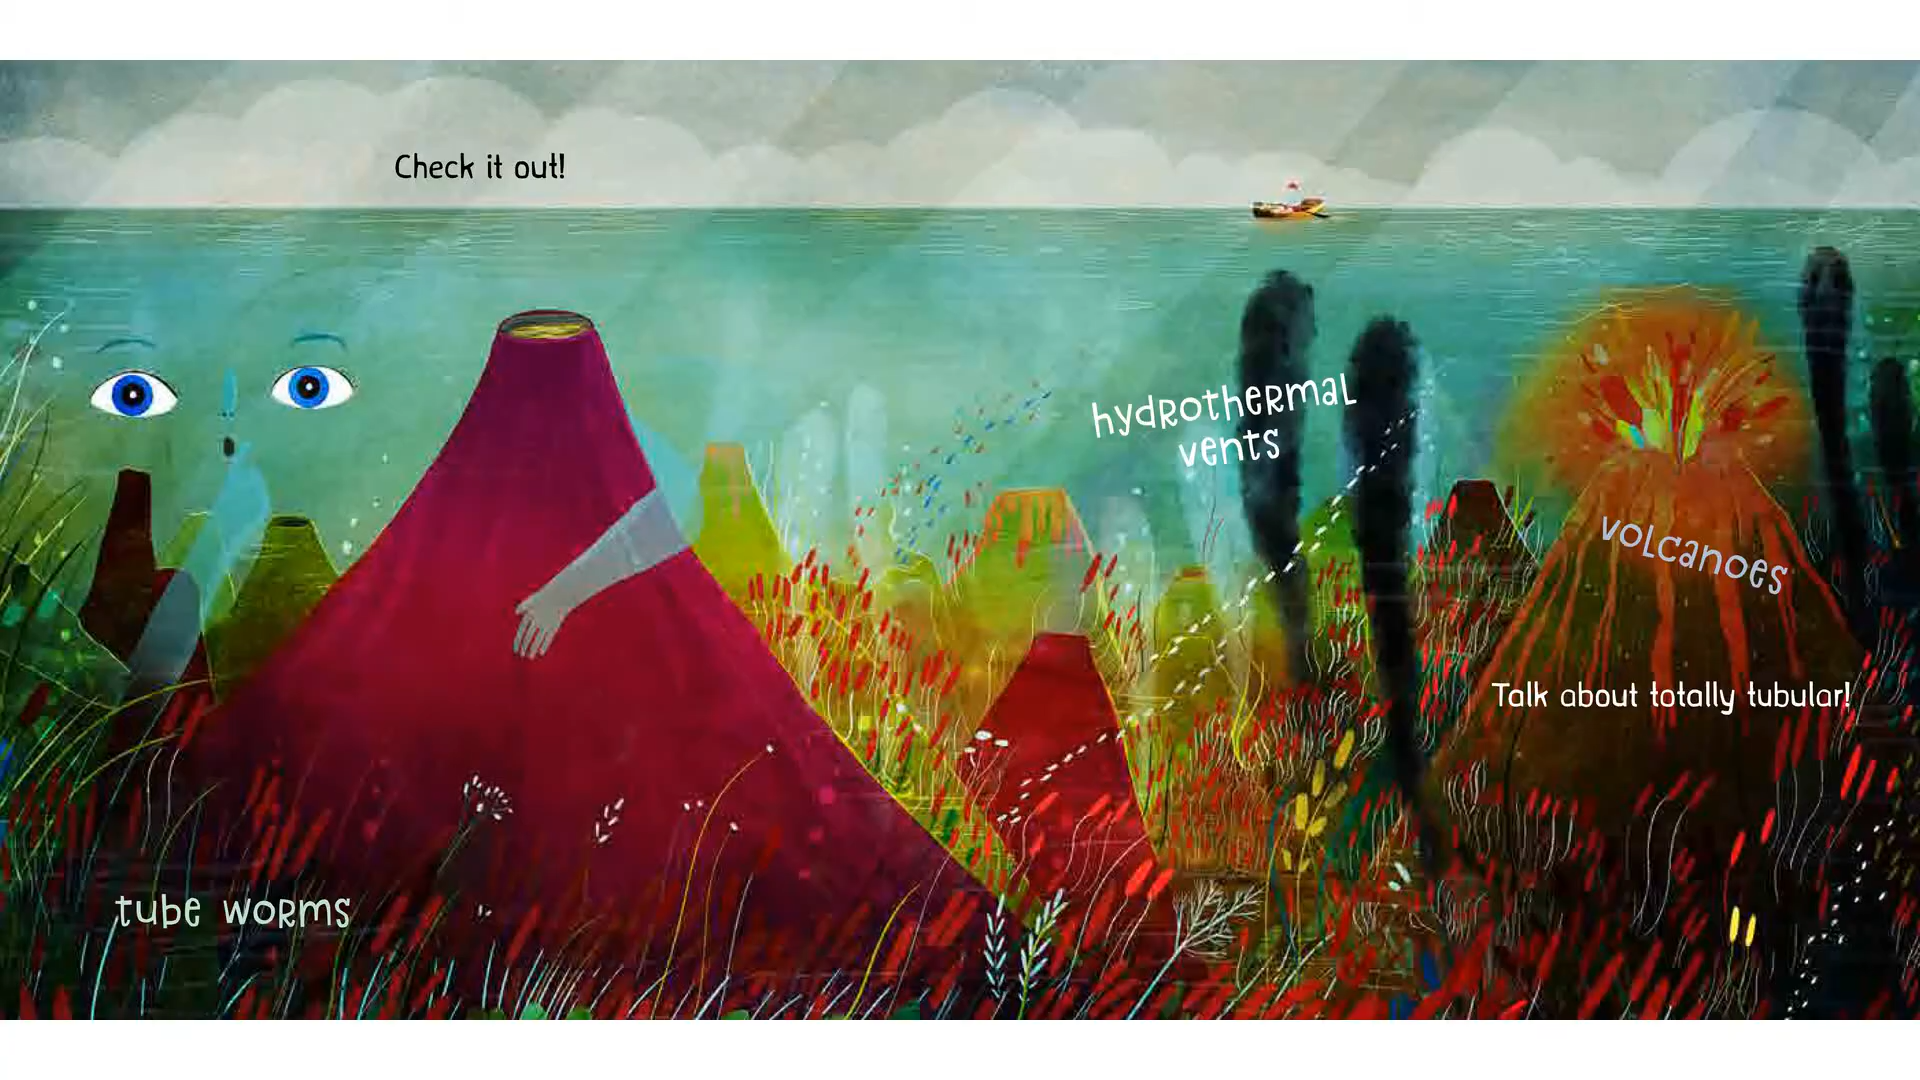 Check it out!
hydrothermal
vents
volcanoes
Talk about totally tubular!
tube worms